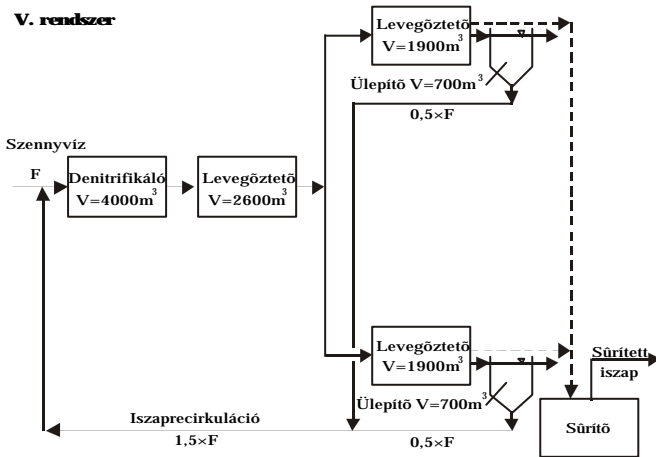 V. rendszer
Levegõztetõ
V=1900m3
Ülepítõ V=700m3
0,5×F
Szennyvíz
F
Denitrifikáló
V=4000m3
Levegõztetõ
V=2600m3
Levegõztetõ
V=1900m3
Sûrített
iszap
Ülepítõ V=700m3
Iszaprecirkuláció
1,5×F
0,5×F
Sûrítõ